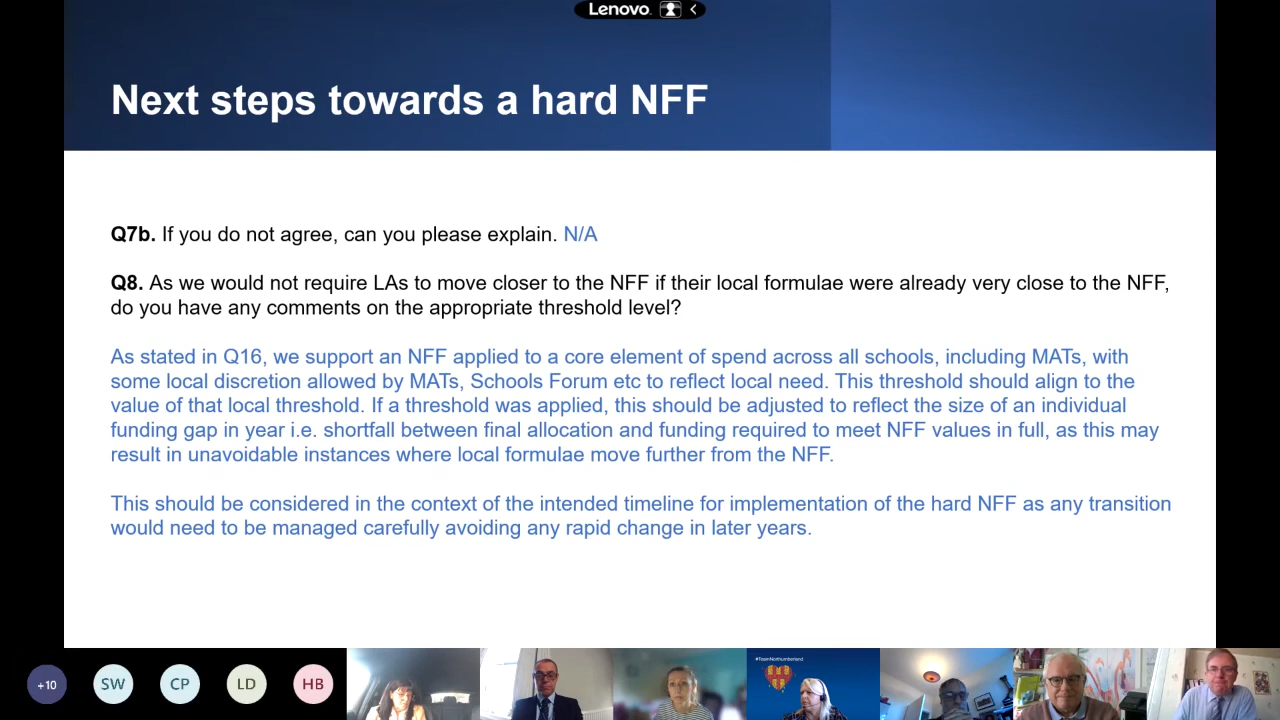 Lenovo
Next steps towards a hard NFF
Q7b. If you do not agree, can you please explain. N/A
Q8. As we would not require LAs to move closer to the NFF if their local formulae were already very close to the NFF,
do you have any comments on the appropriate threshold level?
As stated in Q16, we support an NFF applied to a core element of spend across all schools, including MATs, with
some local discretion allowed by MATs, Schools Forum etc to reflect local need. This threshold should align to the
value of that local threshold. If a threshold was applied, this should be adjusted to reflect the size of an individual
funding gap in year i.e. shortfall between final allocation and funding required to meet NFF values in full, as this may
result in unavoidable instances where local formulae move further from the NFF.
This should be considered in the context of the intended timeline for implementation of the hard NFF as any transition
would need to be managed carefully avoiding any rapid change in later years.
+10
SW
CP
LD
HB
#TeamNorthumberland